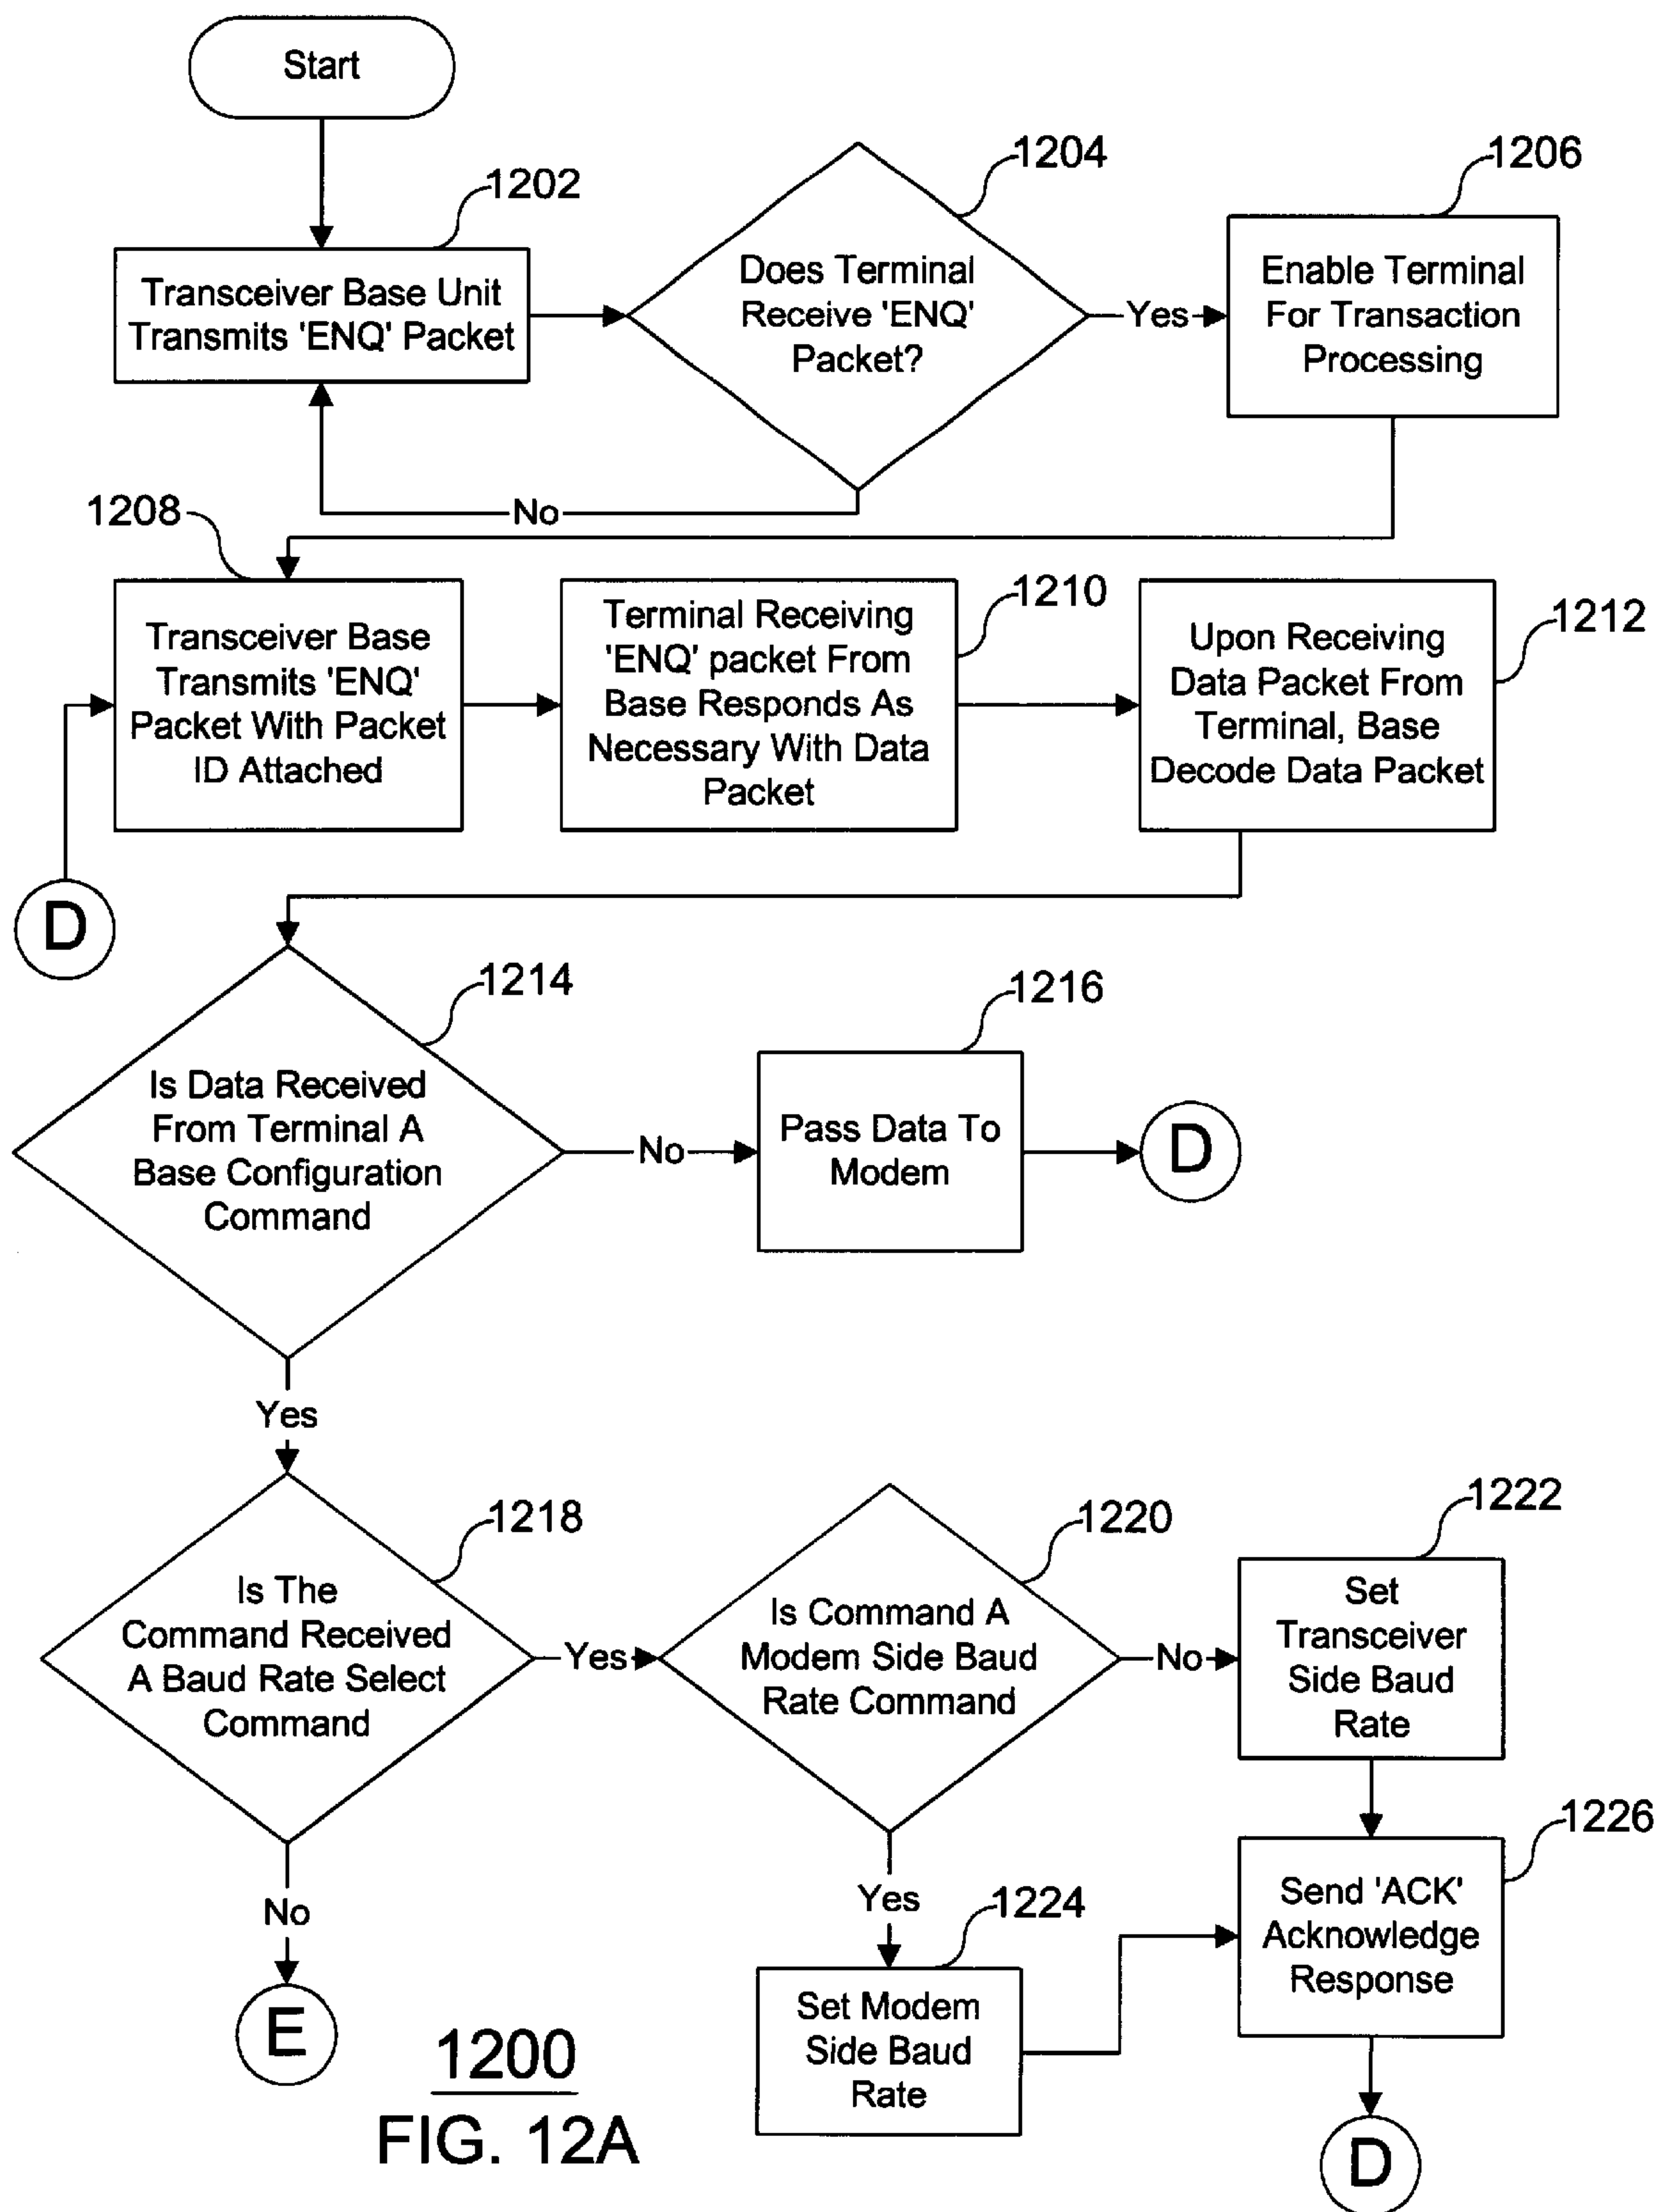 Start
1202
Transceiver Base Unit
Transmits 'ENQ' Packet
1204
Does Terminal
Receive 'ENQ'
Packet?
Yes
1206
Enable Terminal
For Transaction
Processing
No
1208
Transceiver Base
Transmits 'ENQ'
Packet With Packet
ID Attached
1210
Terminal Receiving
'ENQ' packet From
Base Responds As
Necessary With Data
Packet
1212
Upon Receiving
Data Packet From
Terminal, Base
Decode Data Packet
D
1214
Is Data Received
From Terminal A
Base Configuration
Command
No
1216
Pass Data To
Modem
D
Yes
1218
Is The
Command Received
A Baud Rate Select
Command
Yes
1220
Is Command A
Modem Side Baud
Rate Command
No
1222
Set
Transceiver
Side Baud
Rate
No
E
Yes
1224
Set Modem
Side Baud
Rate
1226
Send 'ACK'
Acknowledge
Response
D
1200
FIG. 12A